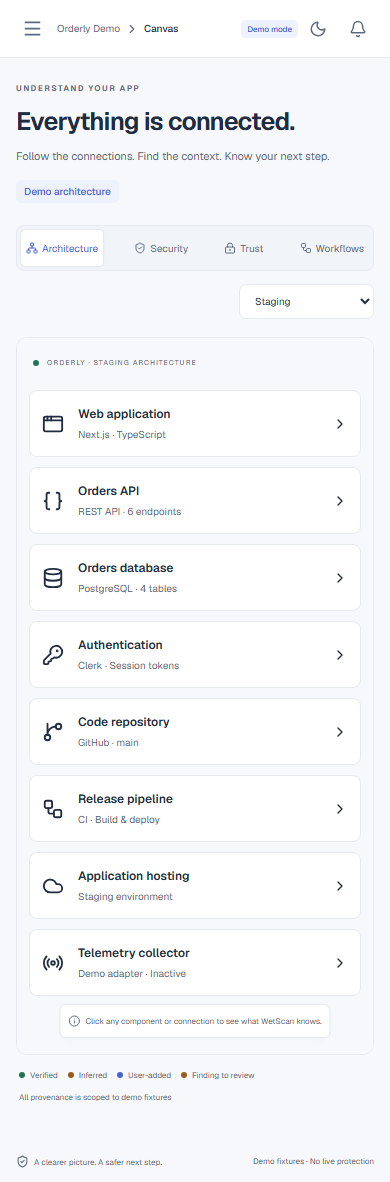 Orderly Demo > Canvas
Demo mode
UNDERSTAND YOUR APP
Everything is connected.
Follow the connections. Find the context. Know your next step.
Demo architecture
Architecture
Security
Trust
Workflows
Staging
ORDERLY · STAGING ARCHITECTURE
Web application
Next.js · TypeScript
Orders API
REST API · 6 endpoints
Orders database
PostgreSQL · 4 tables
Authentication
Clerk · Session tokens
Code repository
GitHub · main
Release pipeline
CI · Build & deploy
Application hosting
Staging environment
Telemetry collector
Demo adapter · Inactive
Click any component or connection to see what WetScan knows.
Verified
Inferred
User-added
Finding to review
All provenance is scoped to demo fixtures
A clearer picture. A safer next step.
Demo fixtures · No live protection